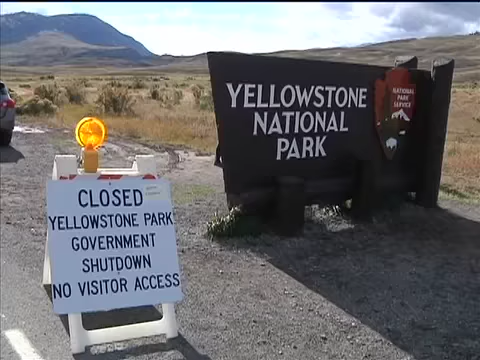 YELLOWSTONE
NATIONAL
PARK
NATIONAL
PARK
SERVICE
CLOSED
YELLOWSTONE PARK
GOVERNMENT
SHUTDOWN
NO VISITOR ACCESS